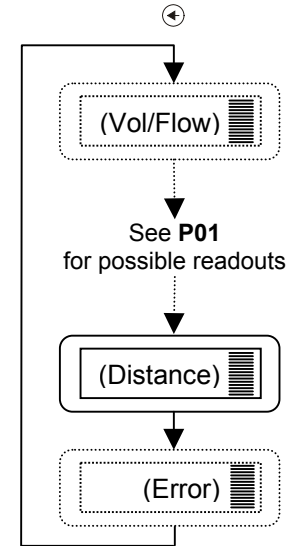 (Vol/Flow)
See P01
for possible readouts
(Distance)
(Error)